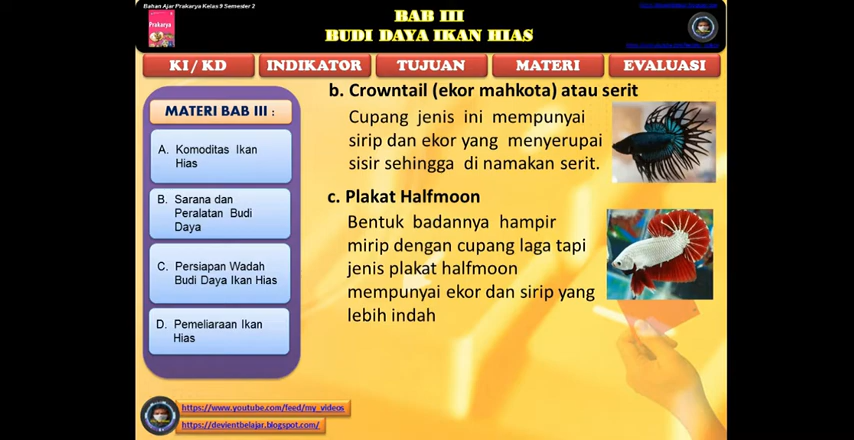 Bahan Ajar Prakarya Kelas 9 Semester 2
Prakarya
BAB III
BUDI DAYA IKAN HIAS
KI / KD
INDIKATOR
TUJUAN
MATERI
EVALUASI
MATERI BAB III :
A. Komoditas Ikan
Hias
B. Sarana dan
Peralatan Budi
Daya
C. Persiapan Wadah
Budi Daya Ikan Hias
D. Pemeliaraan Ikan
Hias
b. Crowntail (ekor mahkota) atau serit
Cupang jenis ini mempunyai
sirip dan ekor yang menyerupai
sisir sehingga di namakan serit.
c. Plakat Halfmoon
Bentuk badannya hampir
mirip dengan cupang laga tapi
jenis plakat halfmoon
mempunyai ekor dan sirip yang
lebih indah
https://www.youtube.com/feed/my_videos
https://devientbelajar.blogspot.com/